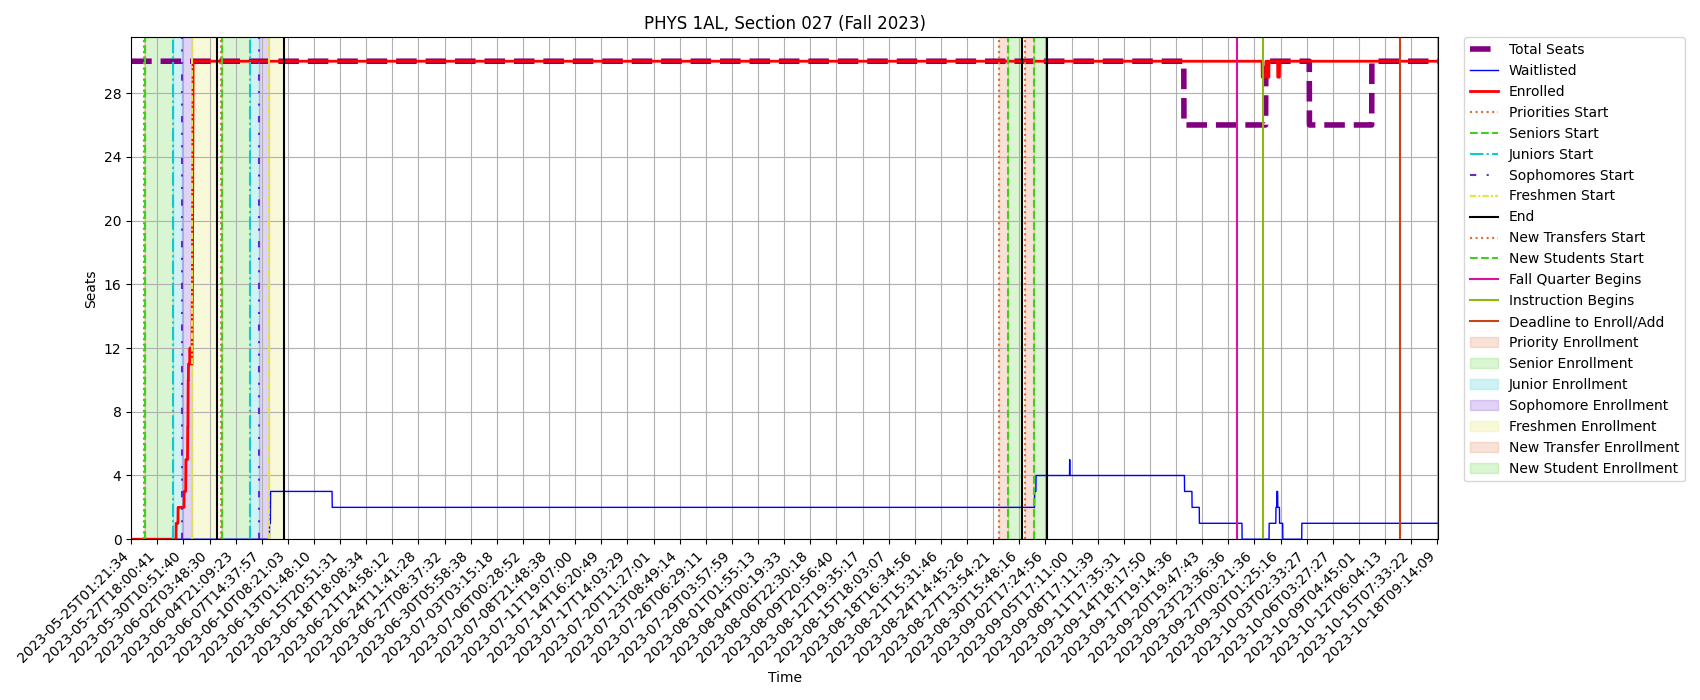 PHYS 1AL, Section 027 (Fall 2023)
Seats
28
24
20
16
12
8
4
0
2023-05-25T01:21:34
2023-05-27T18:00:41
2023-05-30T10:51:40
2023-06-02T03:48:30
2023-06-04T21:09:23
2023-06-07T14:37:57
2023-06-10T08:21:03
2023-06-13T01:48:10
2023-06-15T20:51:31
2023-06-18T18:08:34
2023-06-21T14:58:12
2023-06-24T11:41:28
2023-06-27T08:37:32
2023-06-30T05:58:38
2023-07-03T03:15:18
2023-07-06T00:28:52
2023-07-08T21:48:38
2023-07-11T19:07:00
2023-07-14T16:20:49
2023-07-17T14:03:29
2023-07-20T11:27:01
2023-07-23T08:49:14
2023-07-26T06:29:11
2023-07-29T03:57:59
2023-08-01T01:55:13
2023-08-04T00:19:33
2023-08-06T22:30:18
2023-08-09T20:56:40
2023-08-12T19:35:17
2023-08-15T18:03:07
2023-08-18T16:34:56
2023-08-21T15:31:46
2023-08-24T14:45:26
2023-08-27T13:54:21
2023-08-30T15:48:16
2023-09-02T17:24:56
2023-09-05T17:11:00
2023-09-08T17:11:39
2023-09-11T17:35:31
2023-09-14T18:17:50
2023-09-17T19:14:36
2023-09-20T19:47:43
2023-09-23T23:36:36
2023-09-27T00:21:36
2023-09-30T01:25:16
2023-10-03T02:33:27
2023-10-06T03:27:27
2023-10-09T04:45:01
2023-10-12T06:04:13
2023-10-15T07:33:22
2023-10-18T09:14:09
Time
Total Seats
Waitlisted
Enrolled
Priorities Start
Seniors Start
Juniors Start
Sophomores Start
Freshmen Start
End
New Transfers Start
New Students Start
Fall Quarter Begins
Instruction Begins
Deadline to Enroll/Add
Priority Enrollment
Senior Enrollment
Junior Enrollment
Sophomore Enrollment
Freshmen Enrollment
New Transfer Enrollment
New Student Enrollment